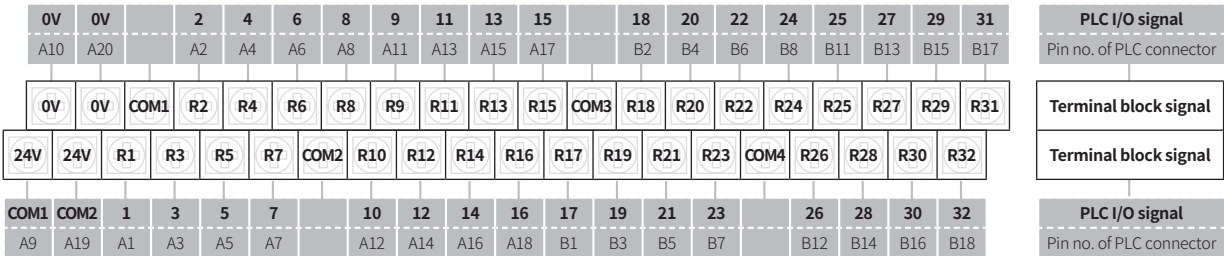 0V 0V 2 4 6 8 9 11 13 15 18 20 22 24 25 27 29 31 PLC I/O signal
A10 A20 A2 A4 A6 A8 A11 A13 A15 A17 B2 B4 B6 B8 B11 B13 B15 B17 Pin no. of PLC connector
0V 0V COM1 R2 R4 R6 R8 R9 R11 R13 R15 COM3 R18 R20 R22 R24 R25 R27 R29 R31 Terminal block signal
24V 24V R1 R3 R5 R7 COM2 R10 R12 R14 R16 R17 R19 R21 R23 COM4 R26 R28 R30 R32 Terminal block signal
COM1 COM2 1 3 5 7 10 12 14 16 17 19 21 23 26 28 30 32 PLC I/O signal
A9 A19 A1 A3 A5 A7 A12 A14 A16 A18 B1 B3 B5 B7 B12 B14 B16 B18 Pin no. of PLC connector